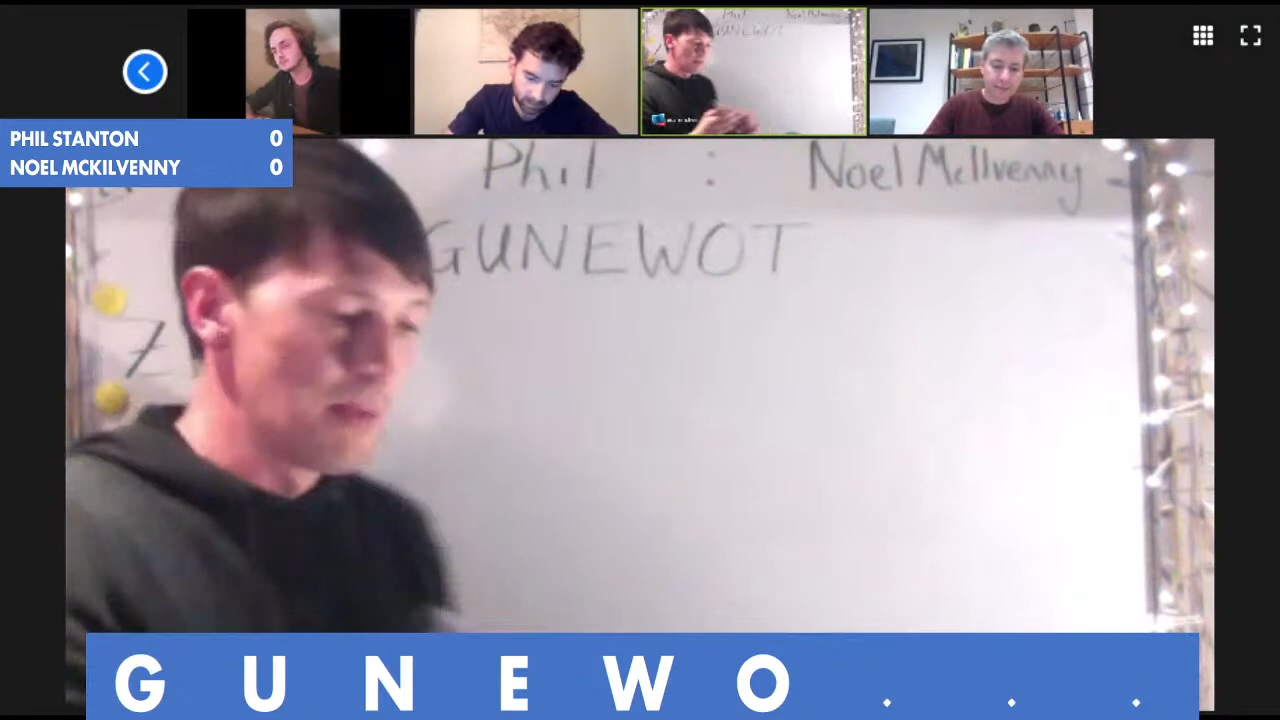 PHIL STANTON 0
NOEL MCKILVENNY 0
Phil : Noel McIlvenny
GUNEWOT
Z
G U N E W O . . .